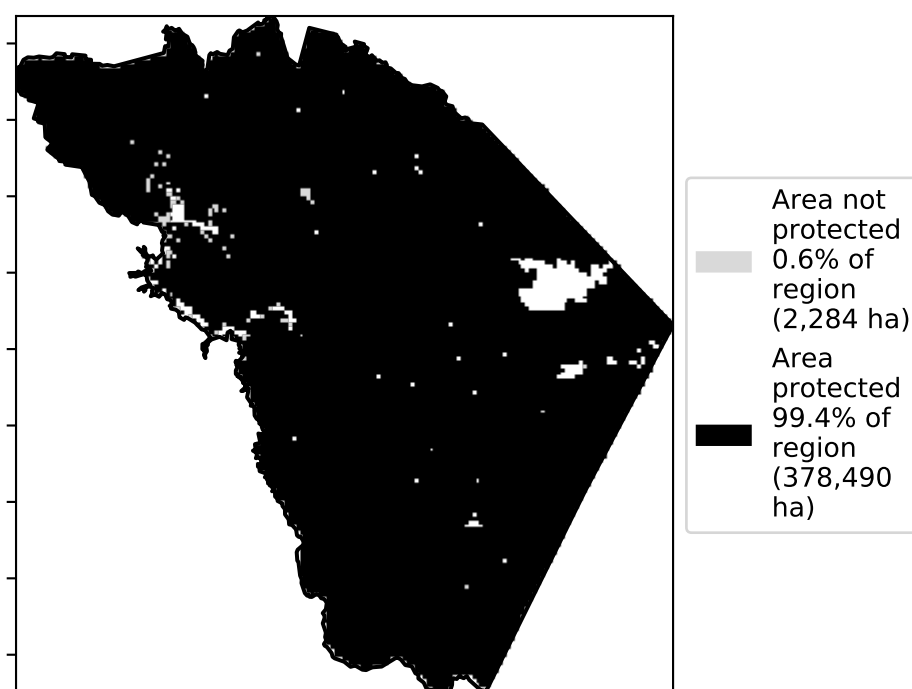 Area not
protected
0.6% of
region
(2,284 ha)
Area
protected
99.4% of
region
(378,490
ha)